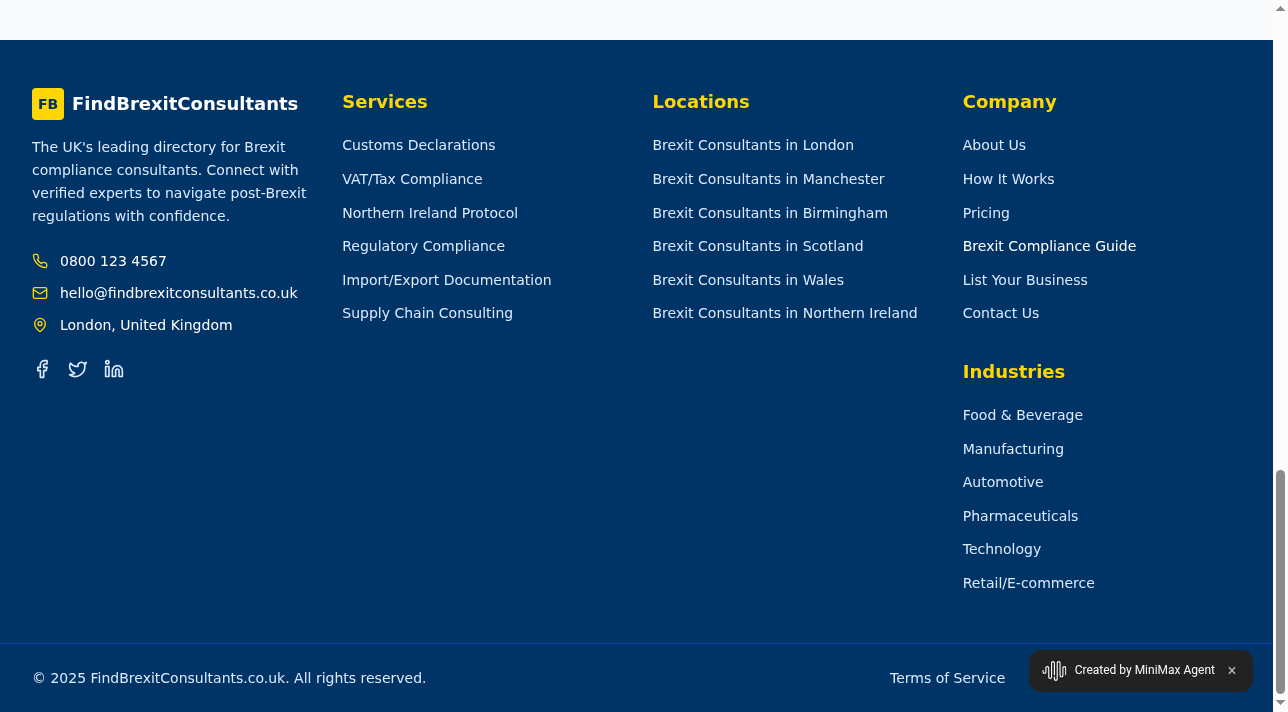 FB FindBrexitConsultants
The UK's leading directory for Brexit
compliance consultants. Connect with
verified experts to navigate post-Brexit
regulations with confidence.
0800 123 4567
hello@findbrexitconsultants.co.uk
London, United Kingdom
Services
Customs Declarations
VAT/Tax Compliance
Northern Ireland Protocol
Regulatory Compliance
Import/Export Documentation
Supply Chain Consulting
Locations
Brexit Consultants in London
Brexit Consultants in Manchester
Brexit Consultants in Birmingham
Brexit Consultants in Scotland
Brexit Consultants in Wales
Brexit Consultants in Northern Ireland
Company
About Us
How It Works
Pricing
Brexit Compliance Guide
List Your Business
Contact Us
Industries
Food & Beverage
Manufacturing
Automotive
Pharmaceuticals
Technology
Retail/E-commerce
© 2025 FindBrexitConsultants.co.uk. All rights reserved.
Terms of Service
Created by MiniMax Agent